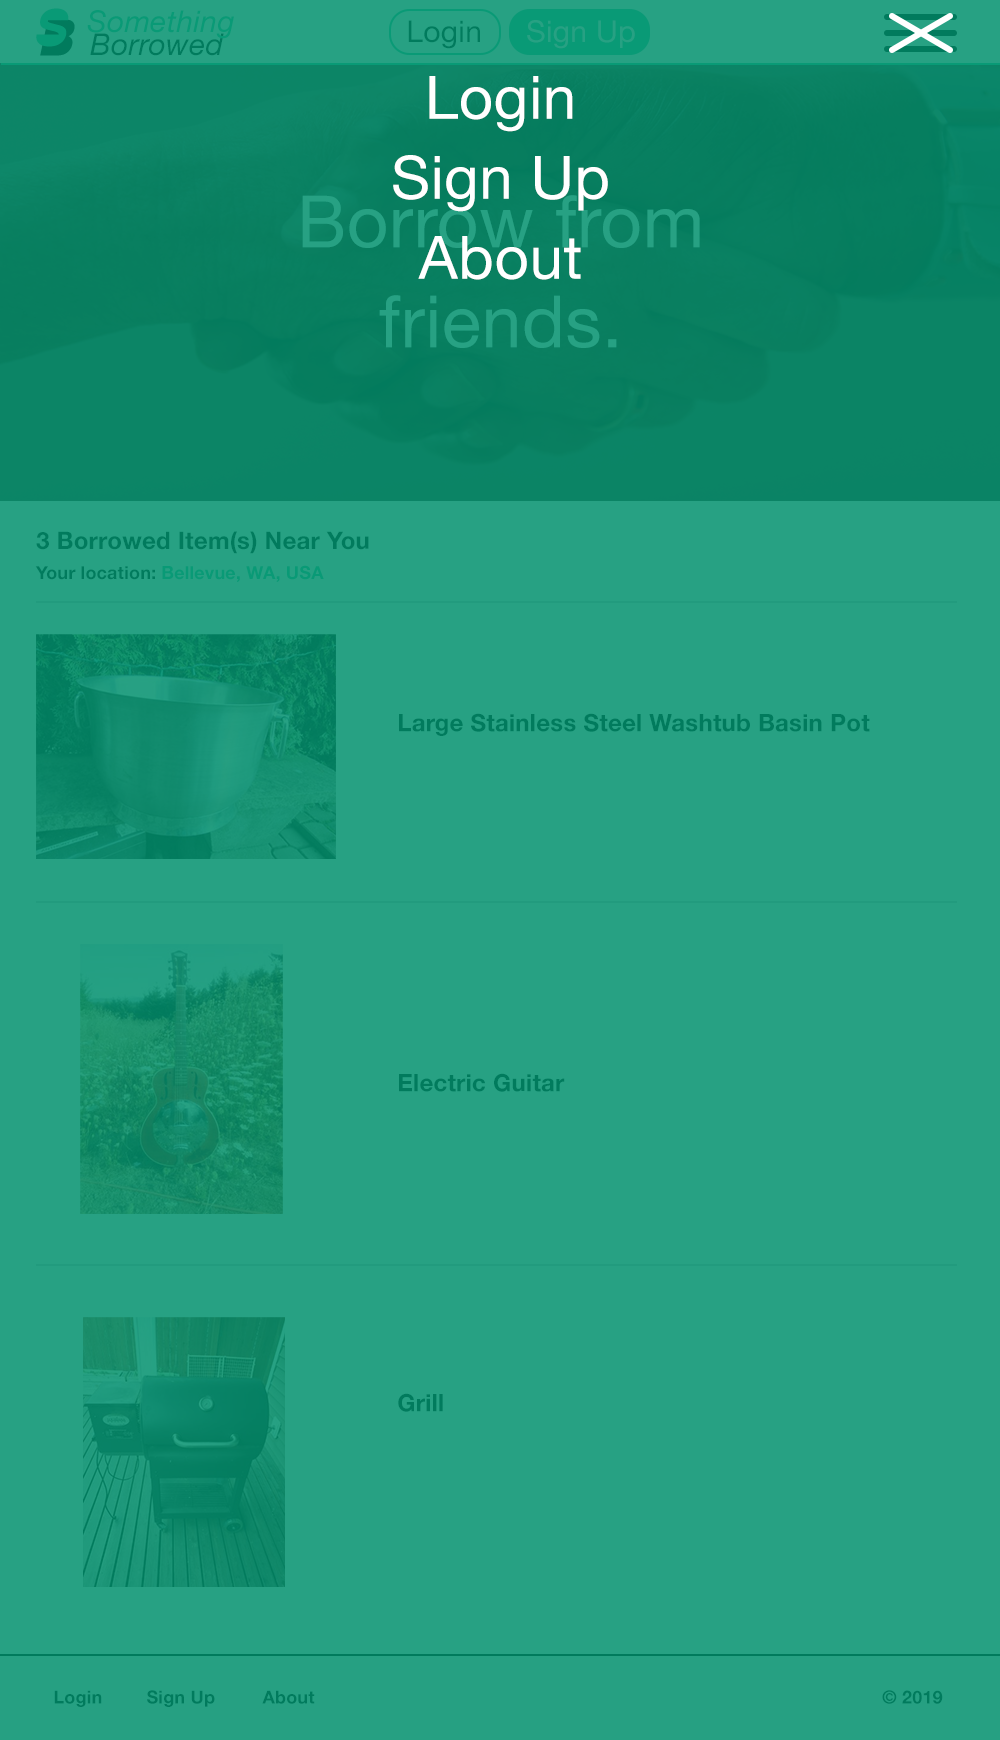 Something
Borrowed
Login
Sign Up
Login
Sign Up
Borrow from
About
friends.
3 Borrowed Item(s) Near You
Your location: Bellevue, WA, USA
Large Stainless Steel Washtub Basin Pot
Electric Guitar
Grill
Login
Sign Up
About
© 2019